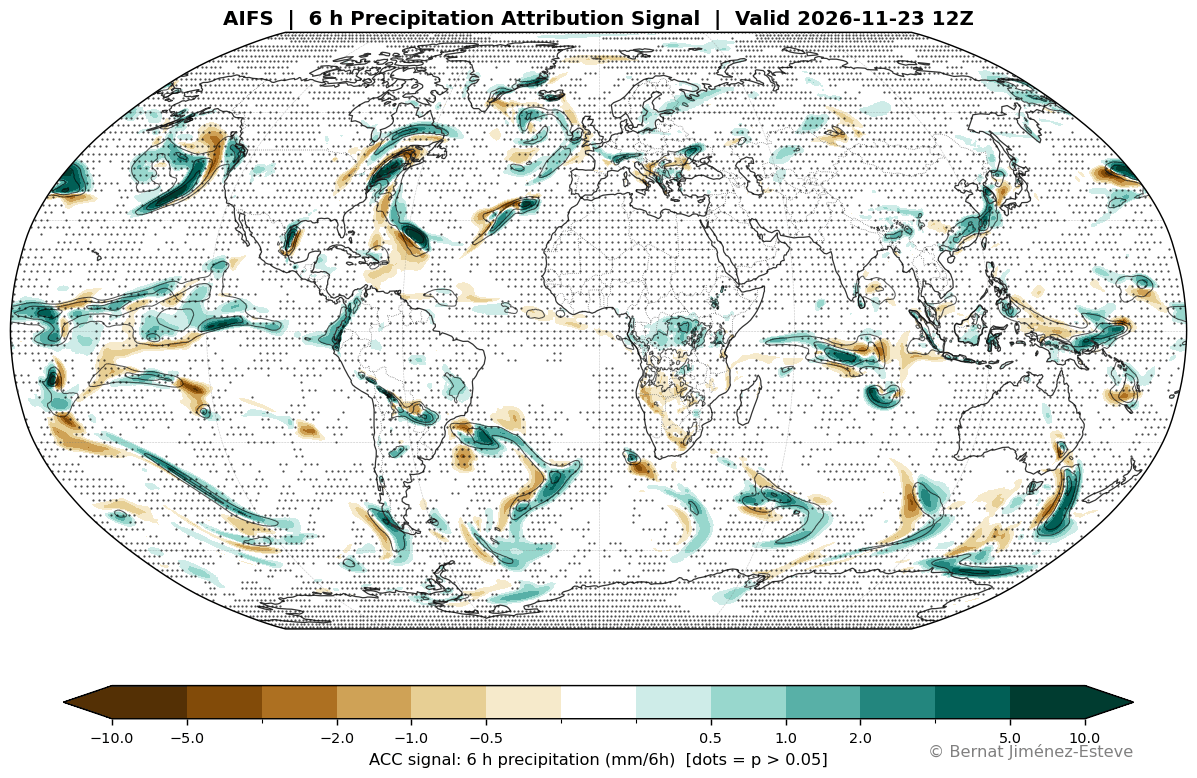 AIFS | 6 h Precipitation Attribution Signal | Valid 2026-11-23 12Z
−10.0 −5.0 −2.0 −1.0 −0.5 0.5 1.0 2.0 5.0 10.0
ACC signal: 6 h precipitation (mm/6h) [dots = p > 0.05]
© Bernat Jiménez-Esteve